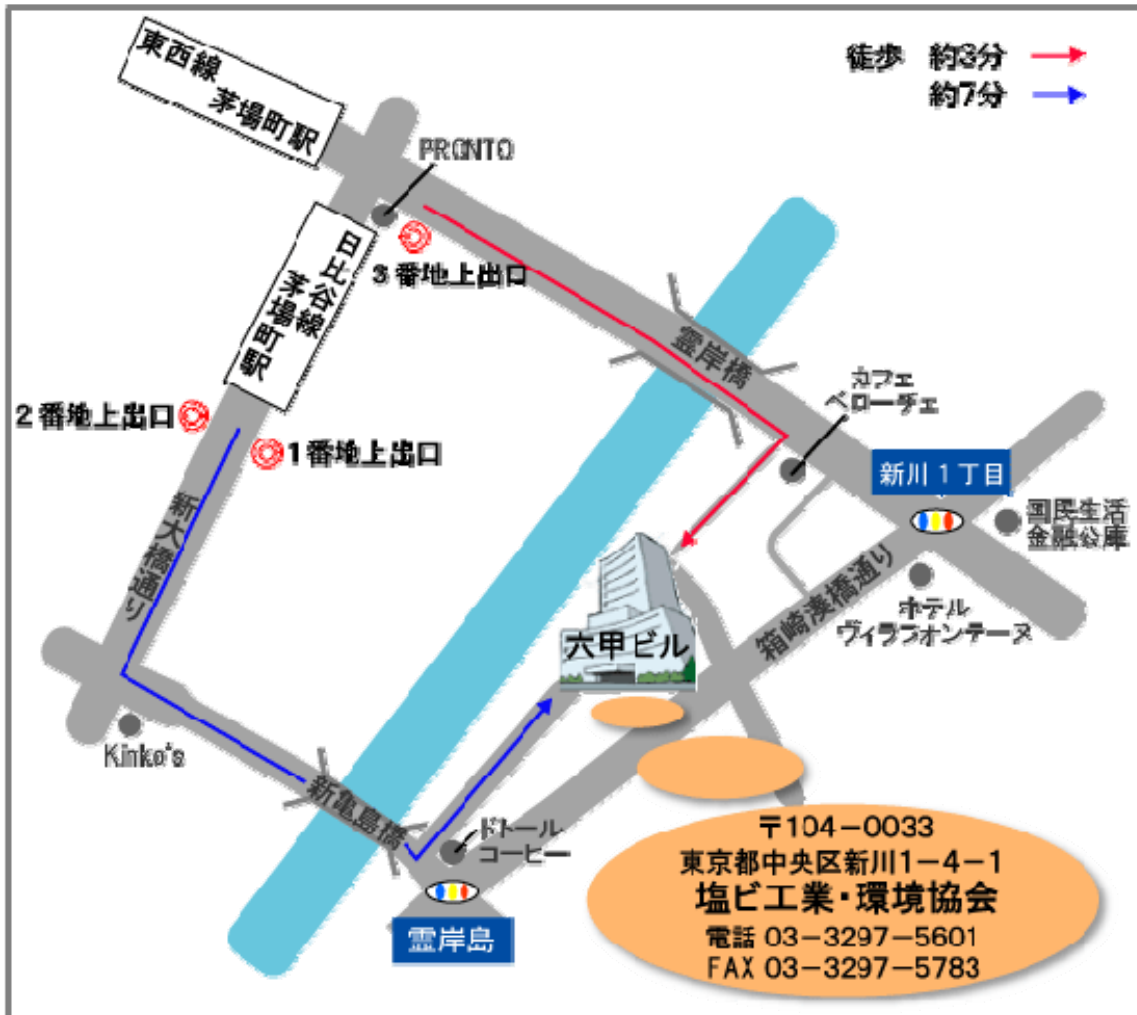 東西線
茅場町駅
徒歩 約3分
約7分
PRONTO
日比谷線
茅場町駅
3番地上出口
霊岸橋
カフェ
ベローチェ
2番地上出口
1番地上出口
新川1丁目
国民生活
金融公庫
新大橋通り
箱崎湊橋通り
ホテル
ヴィラフォンテーヌ
六甲ビル
Kinko's
新亀島橋
ドトール
コーヒー
霊岸島
〒104-0033
東京都中央区新川1-4-1
塩ビ工業・環境協会
電話 03-3297-5601
FAX 03-3297-5783